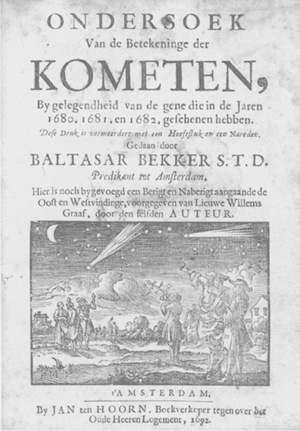 ONDERSOEK
Van de Betekeninge der
KOMETEN,
By gelegendheid van de gene die in de Jaren
1680, 1681, en 1682, geschenen hebben.
Dese Druk is vermeerdert met een Hoofdstuk en een Nareden.
Gedaan door
BALTASAR BEKKER S. T. D.
Predikant tot Amsterdam.
Hier is noch bygevoegd een Berigt en Naberigt aangaande de
Oost en Westvindinge, voorgegeven van Lieuwe Willems
Graaf, door den selfden AUTEUR.
t'AMSTERDAM,
By JAN ten HOORN, Boekverkoper tegen over het
Oude Heeren Logement, 1692.